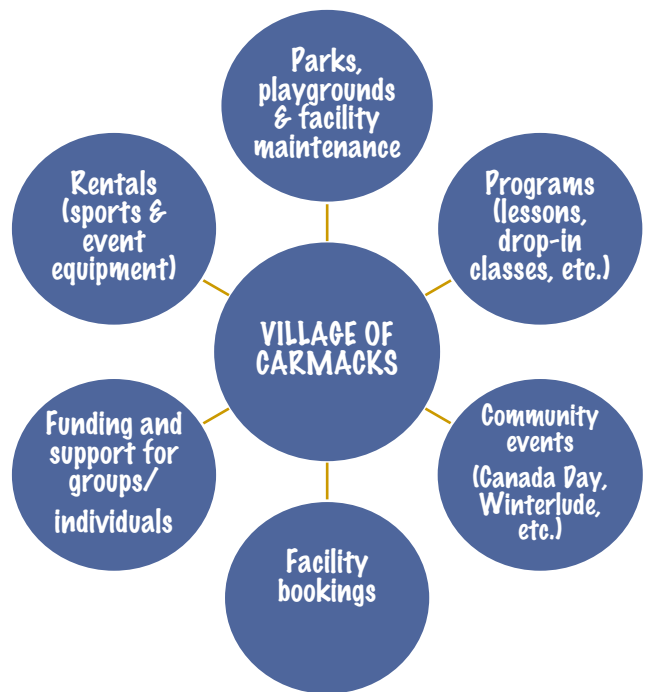 Parks,
playgrounds
& facility
maintenance
Programs
(lessons,
drop-in
classes, etc.)
Community
events
(Canada Day,
Winterlude,
etc.)
Facility
bookings
Funding and
support for
groups/
individuals
Rentals
(sports &
event
equipment)
VILLAGE OF
CARMACKS